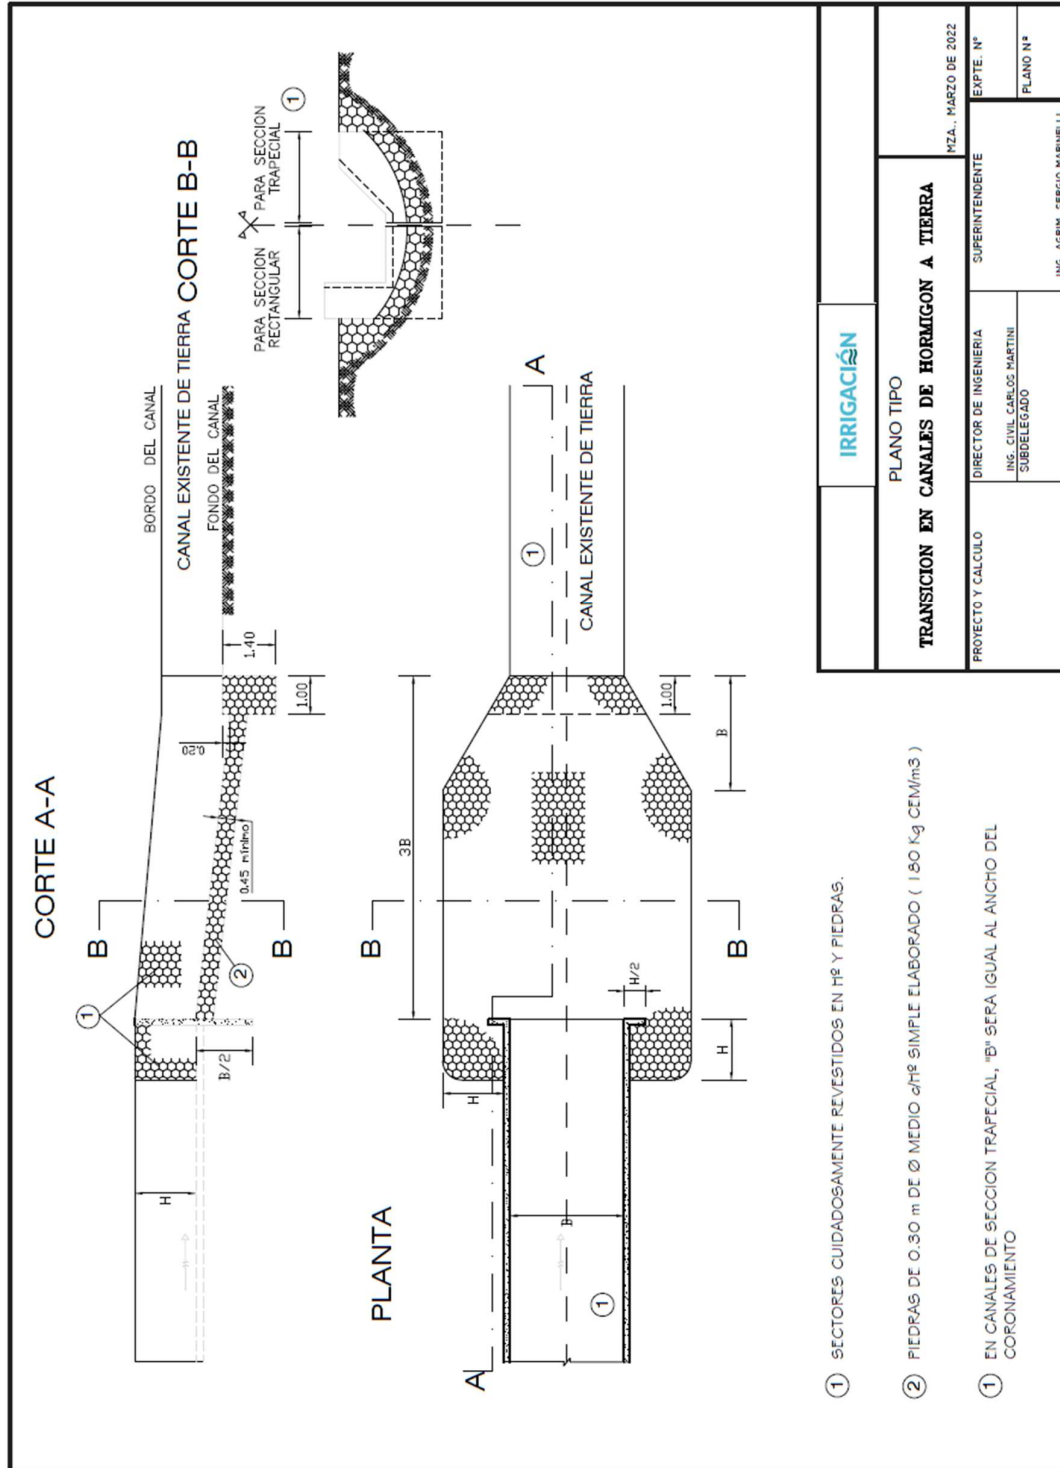 CORTE A-A
BORDO DEL CANAL
CANAL EXISTENTE DE TIERRA
FONDO DEL CANAL
1
B
B
2
H
B/2
0.45 mínimo
0.20
1.40
1.00
CORTE B-B
PARA SECCION
RECTANGULAR
PARA SECION
TRAPECIAL
1
PLANTA
A
A
B
B
3B
H
H
H/2
B
B
1.00
1
1
CANAL EXISTENTE DE TIERRA
1 SECTORES CUIDADOSAMENTE REVESTIDOS EN Hº Y PIEDRAS.
2 PIEDRAS DE 0.30 m DE Ø MEDIO c/Hº SIMPLE ELABORADO ( 180 Kg CEM/m3 )
1 EN CANALES DE SECCION TRAPECIAL, "B" SERA IGUAL AL ANCHO DEL
CORONAMIENTO
IRRIGACIÓN
PLANO TIPO
TRANSICION EN CANALES DE HORMIGON A TIERRA
MZA., MARZO DE 2022
PROYECTO Y CALCULO
DIRECTOR DE INGENIERIA
ING. CIVIL CARLOS MARTINI
SUBDELEGADO
SUPERINTENDENTE
EXPTE. Nº
PLANO Nº